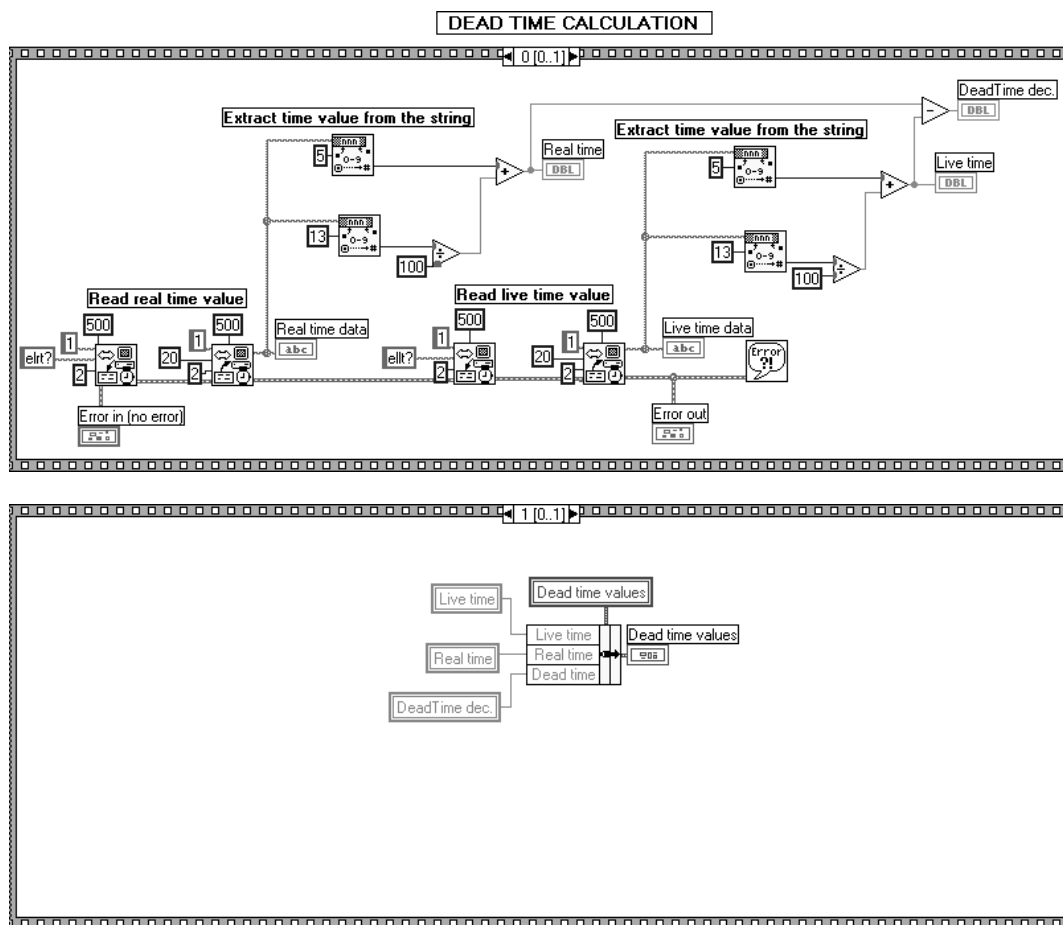 DEAD TIME CALCULATION
0 [0..1]
DeadTime dec.
DBL
Extract time value from the string
5
0-9
Real time
DBL
Extract time value from the string
5
0-9
Live time
DBL
13
0-9
100
13
0-9
100
Read real time value
500
500
1
1
elrt?
20
2
2
Real time data
abc
Read live time value
500
500
1
1
ellt?
20
2
2
Live time data
abc
Error
?!
Error in (no error)
Error out
1 [0..1]
Live time
Dead time values
Live time
Real time
Real time
Dead time
Dead time values
DeadTime dec.